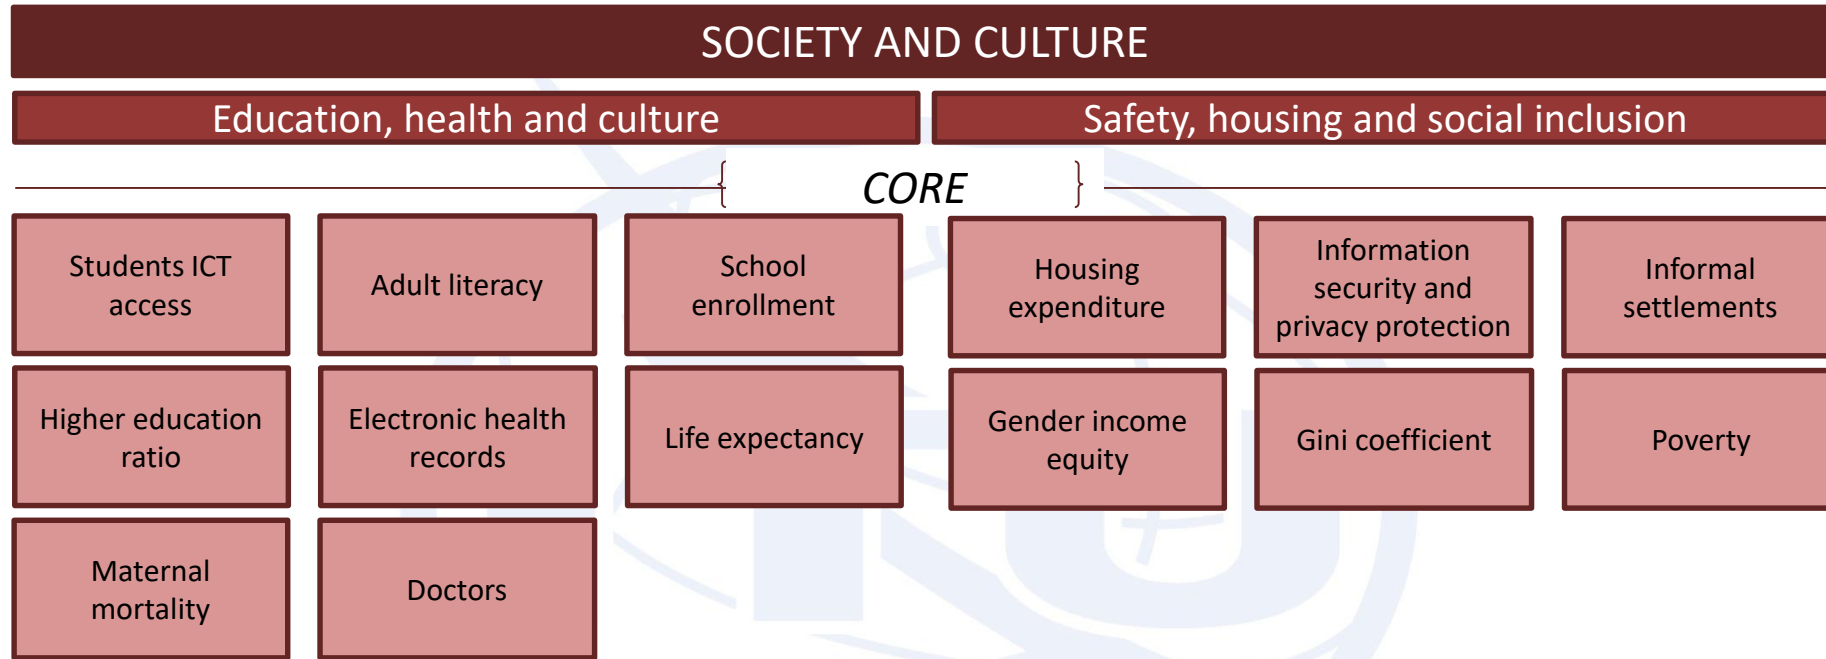 SOCIETY AND CULTURE
Education, health and culture
Safety, housing and social inclusion
CORE
Students ICT
access
Adult literacy
School
enrollment
Housing
expenditure
Information
security and
privacy protection
Informal
settlements
Higher education
ratio
Electronic health
records
Life expectancy
Gender income
equity
Gini coefficient
Poverty
Maternal
mortality
Doctors